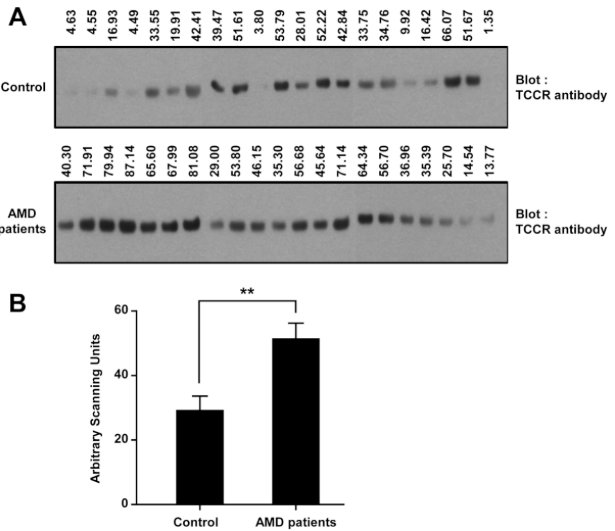 A
4.63 4.55 16.93 4.49 33.55 19.91 42.41 39.47 51.61 3.80 53.79 28.01 52.22 42.84 33.75 34.76 9.92 16.42 66.07 51.67 1.35
Control
Blot :
TCCR antibody
40.30 71.91 79.94 87.14 65.60 67.99 81.08 29.00 53.80 46.15 35.30 56.68 45.64 71.14 64.34 56.70 36.96 35.39 25.70 14.54 13.77
AMD
patients
Blot :
TCCR antibody
B
**
60
40
20
0
Arbitrary Scanning Units
Control AMD patients